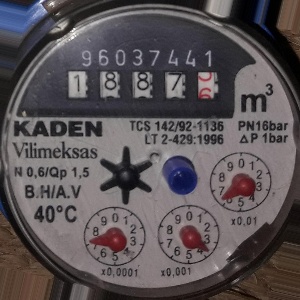 96037441
1887
m³
KADEN
TCS 142/92-1136
PN16bar
Vilimeksas
LT 2-429:1996
ΔP 1bar
N 0,6/Qp 1,5
B.H/A.V
40°C
x0,01
x0,0001
x0,001